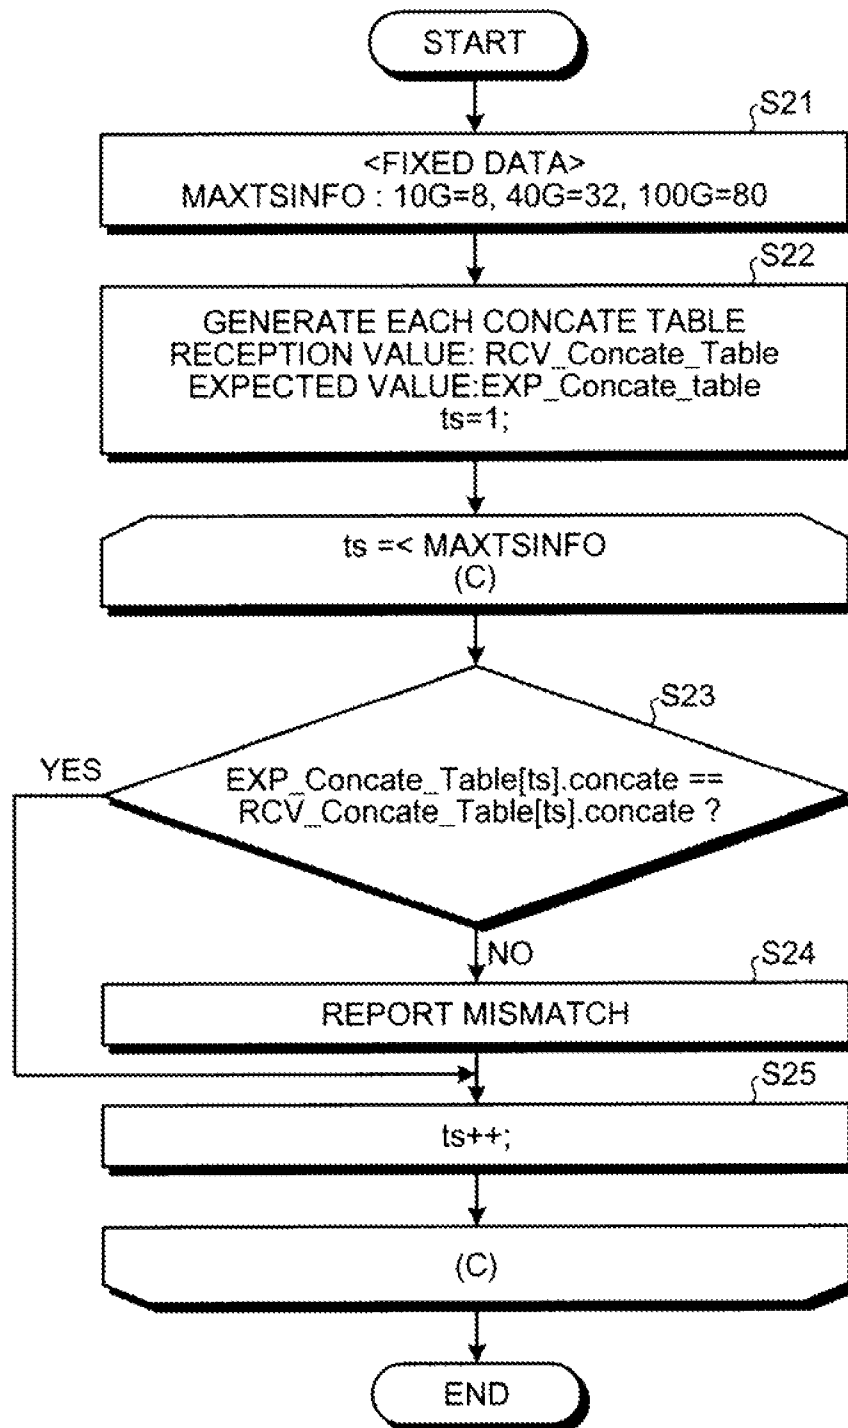 START
S21
<FIXED DATA>
MAXTSINFO : 10G=8, 40G=32, 100G=80
S22
GENERATE EACH CONCATE TABLE
RECEPTION VALUE: RCV_Concate_Table
EXPECTED VALUE:EXP_Concate_table
ts=1;
ts =< MAXTSINFO
(C)
S23
YES
EXP_Concate_Table[ts].concate ==
RCV_Concate_Table[ts].concate ?
NO
S24
REPORT MISMATCH
S25
ts++;
(C)
END